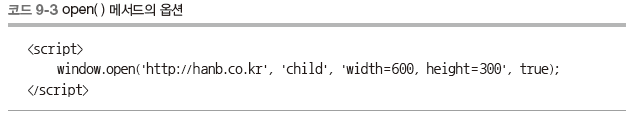 코드 9-3 open( ) 메서드의 옵션
<script>
window.open('http://hanb.co.kr', 'child', 'width=600, height=300', true);
</script>